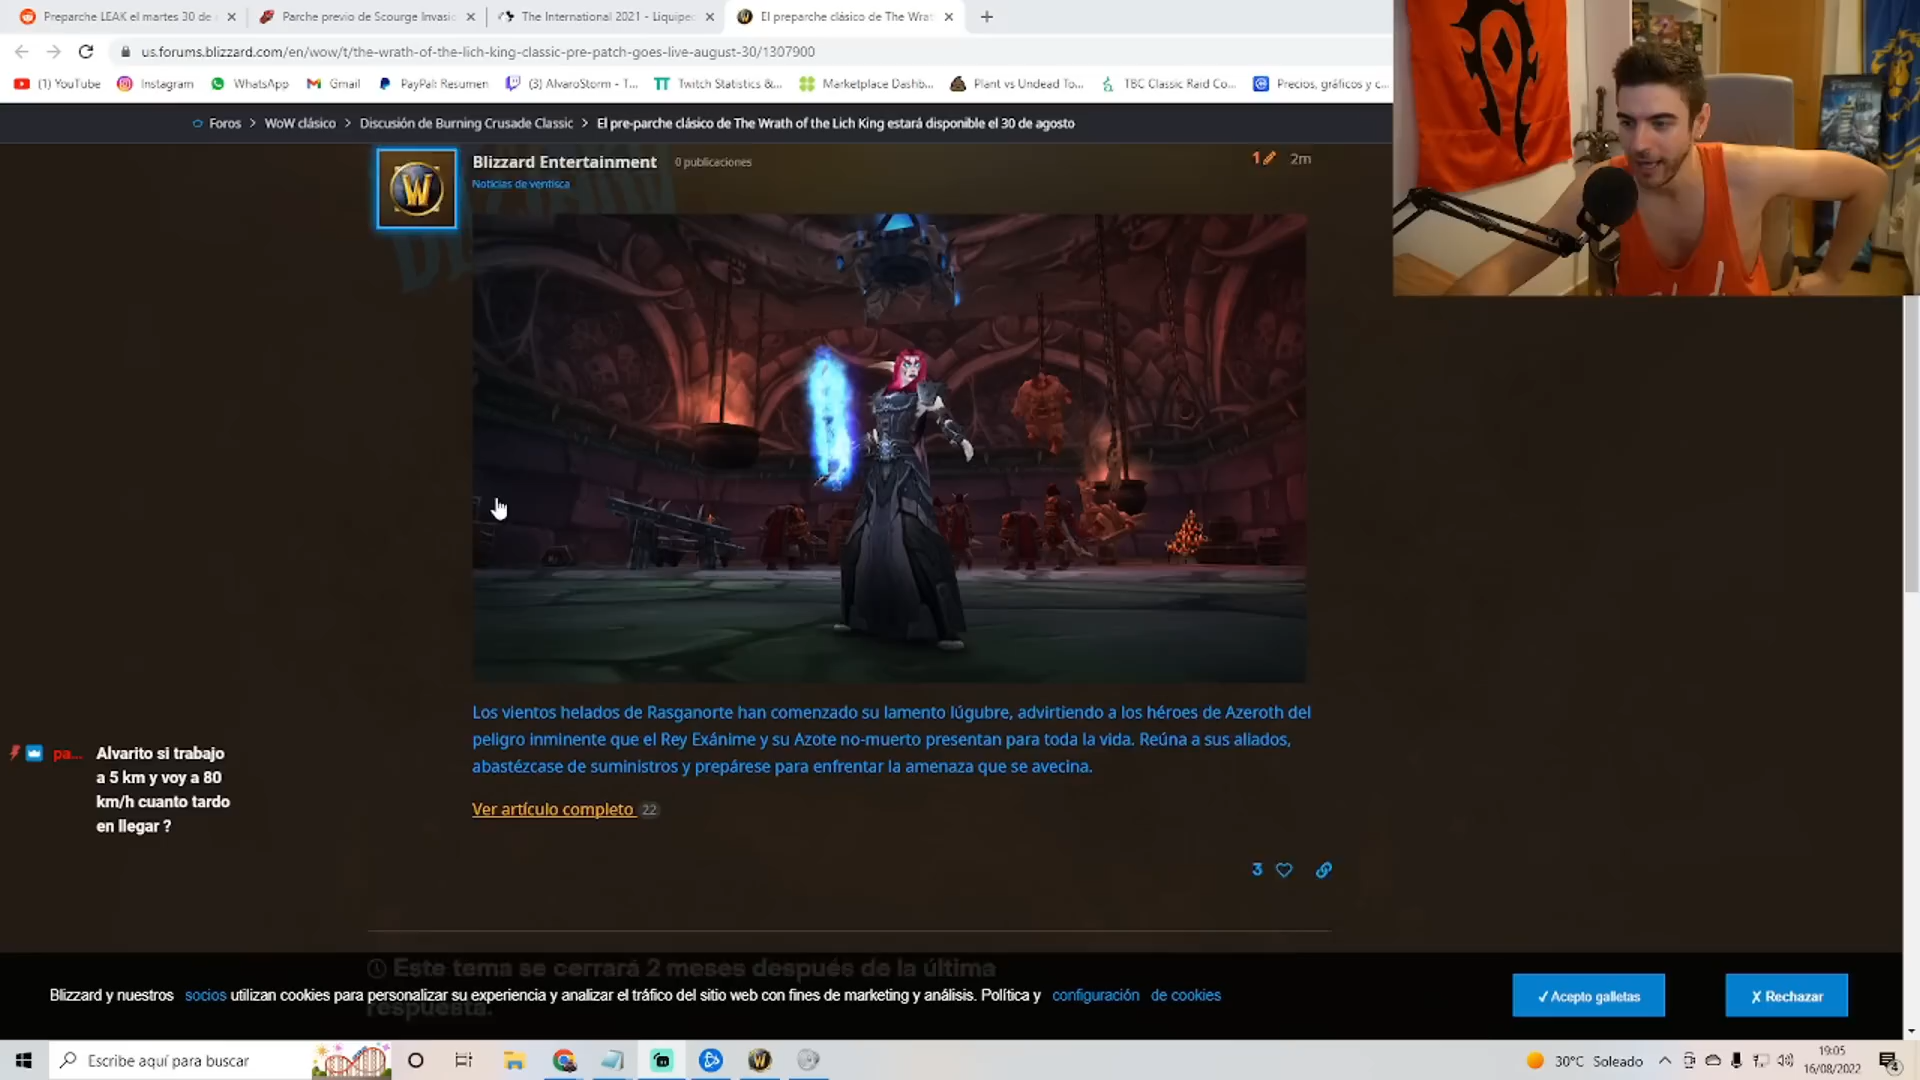 Preparche LEAK el martes 30 de
Parche previo de Scourge Invasi
The International 2021 - Liquiped
El preparche clásico de The Wrat
us.forums.blizzard.com/en/wow/t/the-wrath-of-the-lich-king-classic-pre-patch-goes-live-august-30/1307900
(1) YouTube
Instagram
WhatsApp
Gmail
PayPal: Resumen
(3) AlvaroStorm - T...
Twitch Statistics &...
Marketplace Dashb...
Plant vs Undead To...
TBC Classic Raid Co...
Precios, gráficos y c...
Foros > WoW clásico > Discusión de Burning Crusade Classic > El pre-parche clásico de The Wrath of the Lich King estará disponible el 30 de agosto
Blizzard Entertainment 0 publicaciones
1 2m
Noticias de ventisca
Los vientos helados de Rasganorte han comenzado su lamento lúgubre, advirtiendo a los héroes de Azeroth del
peligro inminente que el Rey Exánime y su Azote no-muerto presentan para toda la vida. Reúna a sus aliados,
abastézcase de suministros y prepárese para enfrentar la amenaza que se avecina.
Ver artículo completo 22
pa... Alvarito si trabajo
a 5 km y voy a 80
km/h cuanto tardo
en llegar ?
3
Este tema se cerrará 2 meses después de la última
respuesta.
Blizzard y nuestros socios utilizan cookies para personalizar su experiencia y analizar el tráfico del sitio web con fines de marketing y análisis. Política y configuración de cookies
✓ Acepto galletas
✗ Rechazar
Escribe aquí para buscar
30°C Soleado
19:05
16/08/2022
4